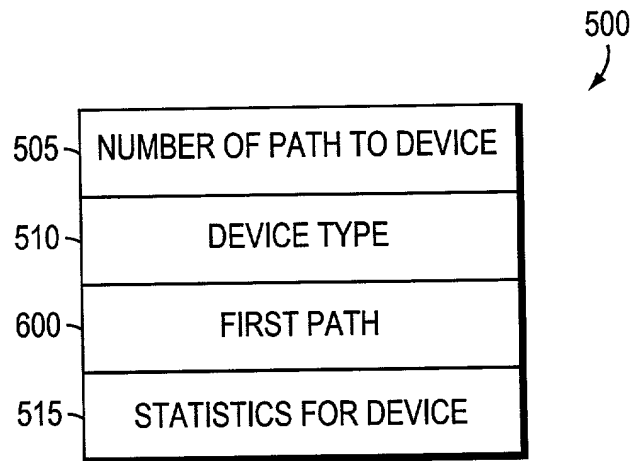 500
505 NUMBER OF PATH TO DEVICE
510 DEVICE TYPE
600 FIRST PATH
515 STATISTICS FOR DEVICE